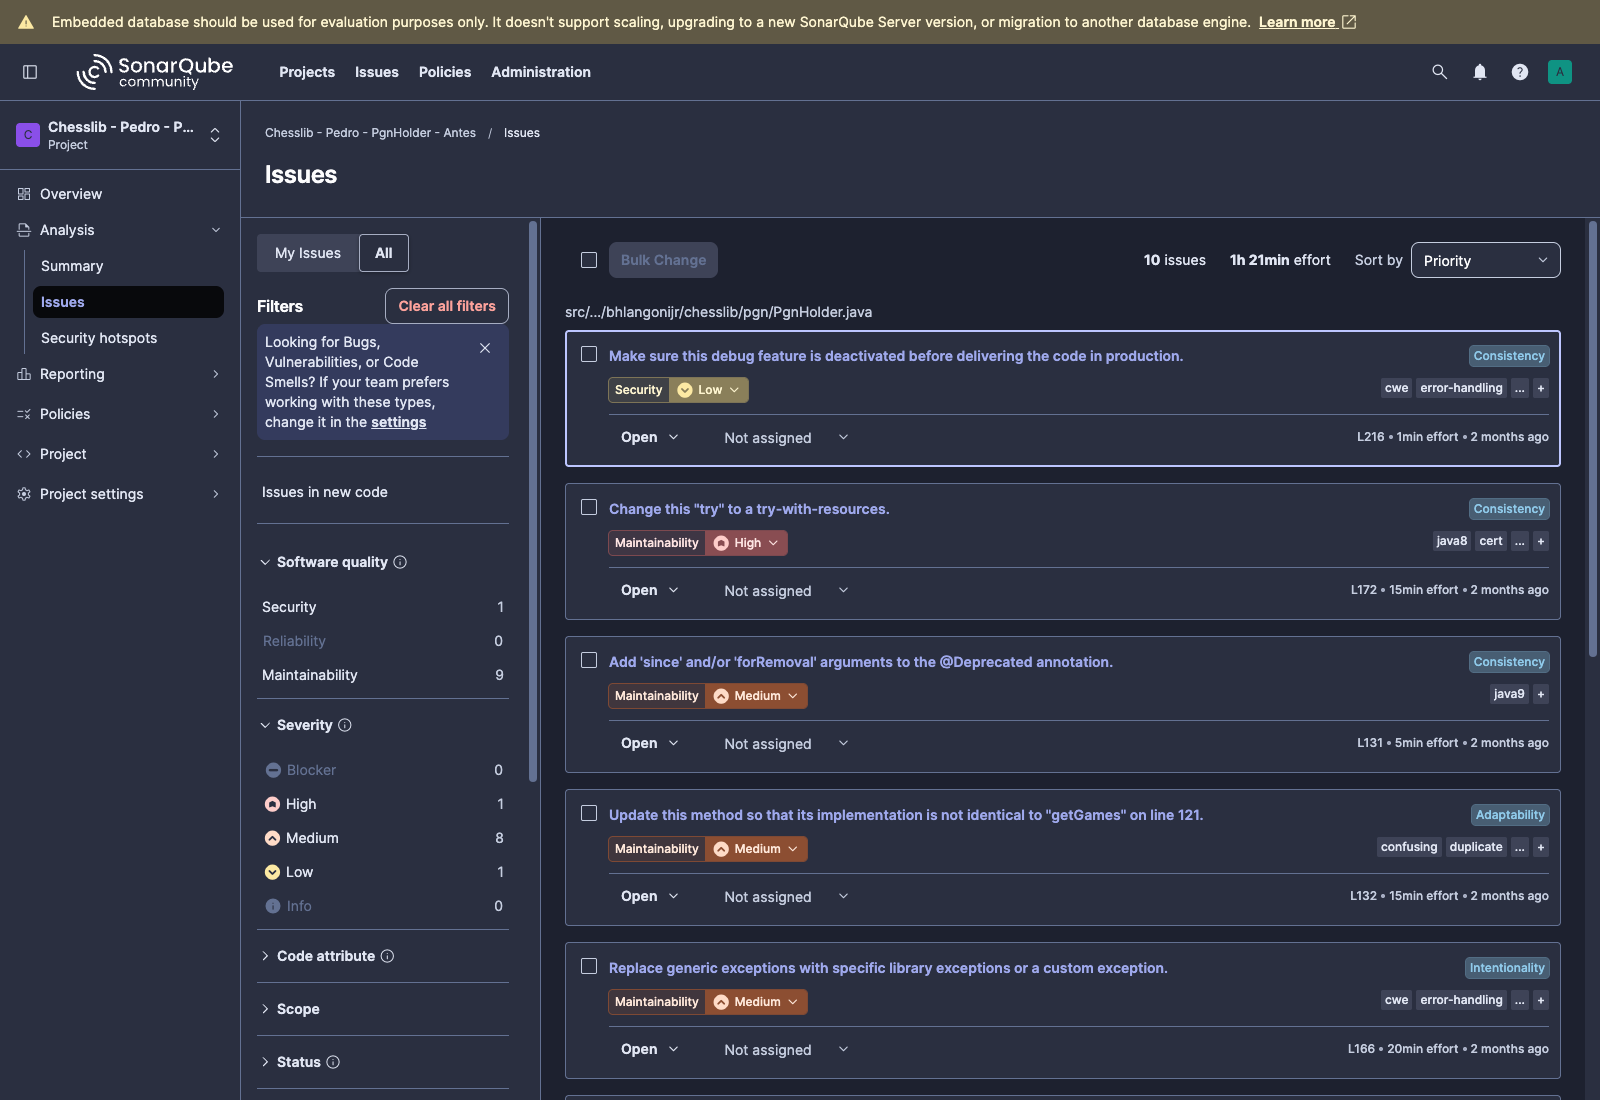 Embedded database should be used for evaluation purposes only. It doesn't support scaling, upgrading to a new SonarQube Server version, or migration to another database engine. Learn more
SonarQube community
Projects
Issues
Policies
Administration
A
C
Chesslib - Pedro - P...
Project
Overview
Analysis
Summary
Issues
Security hotspots
Reporting
Policies
Project
Project settings
Chesslib - Pedro - PgnHolder - Antes / Issues
Issues
My Issues
All
Filters
Clear all filters
Looking for Bugs,
Vulnerabilities, or Code
Smells? If your team prefers
working with these types,
change it in the settings
Issues in new code
Software quality
Security 1
Reliability 0
Maintainability 9
Severity
Blocker 0
High 1
Medium 8
Low 1
Info 0
Code attribute
Scope
Status
Bulk Change
10 issues
1h 21min effort
Sort by
Priority
src/.../bhlangonijr/chesslib/pgn/PgnHolder.java
Make sure this debug feature is deactivated before delivering the code in production.
Consistency
Security Low
cwe error-handling ... +
Open
Not assigned
L216 • 1min effort • 2 months ago
Change this "try" to a try-with-resources.
Consistency
Maintainability High
java8 cert ... +
Open
Not assigned
L172 • 15min effort • 2 months ago
Add 'since' and/or 'forRemoval' arguments to the @Deprecated annotation.
Consistency
Maintainability Medium
java9 +
Open
Not assigned
L131 • 5min effort • 2 months ago
Update this method so that its implementation is not identical to "getGames" on line 121.
Adaptability
Maintainability Medium
confusing duplicate ... +
Open
Not assigned
L132 • 15min effort • 2 months ago
Replace generic exceptions with specific library exceptions or a custom exception.
Intentionality
Maintainability Medium
cwe error-handling ... +
Open
Not assigned
L166 • 20min effort • 2 months ago